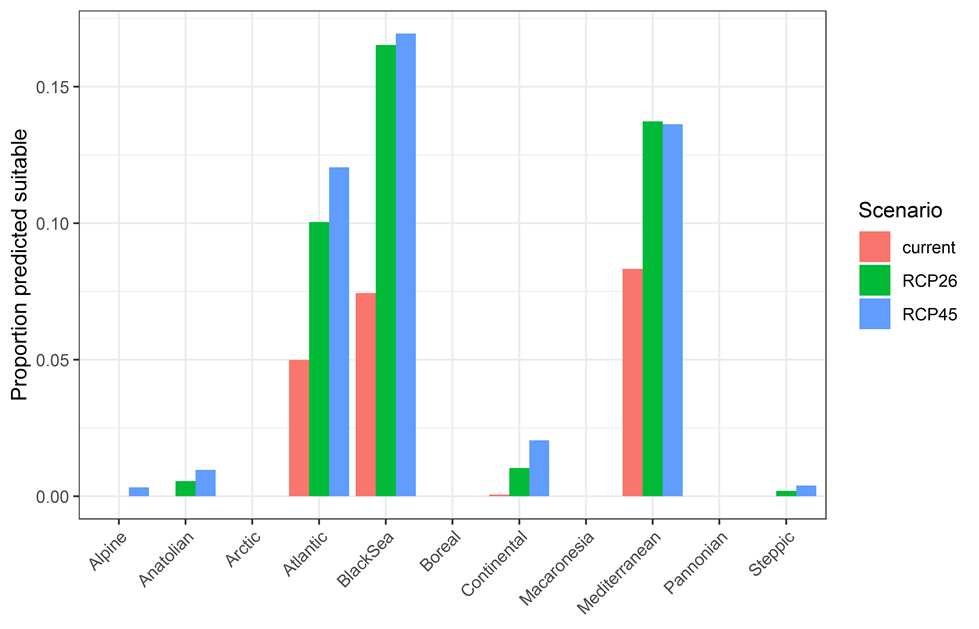 Proportion predicted suitable
0.15
0.10
0.05
0.00
Alpine
Anatolian
Arctic
Atlantic
BlackSea
Boreal
Continental
Macaronesia
Mediterranean
Pannonian
Steppic
Scenario
current
RCP26
RCP45